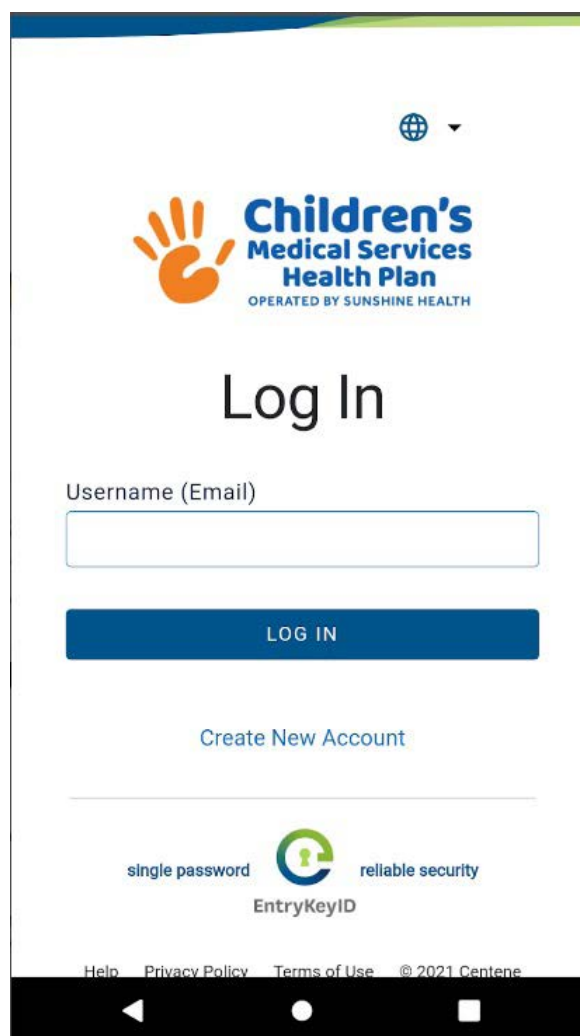 Children's
Medical Services
Health Plan
OPERATED BY SUNSHINE HEALTH
Log In
Username (Email)
LOG IN
Create New Account
single password
reliable security
EntryKeyID
Help Privacy Policy Terms of Use © 2021 Centene